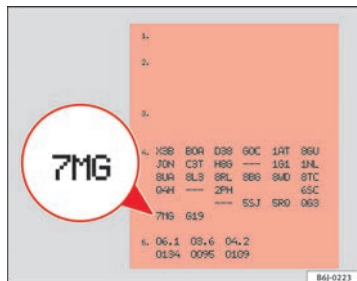 1.
2.
3.
4. X3B B0A D38 G0C 1AT 8GU
J0N C3T H8G --- 1G1 1NL
8UA 8L3 8RL 8B6 8WD 8TC
04H --- 2PH 6SC
--- 5SJ 5R0 0G3
7MG G19
5. 06.1 03.6 04.2
0134 0095 0109
7MG
B6J-0223